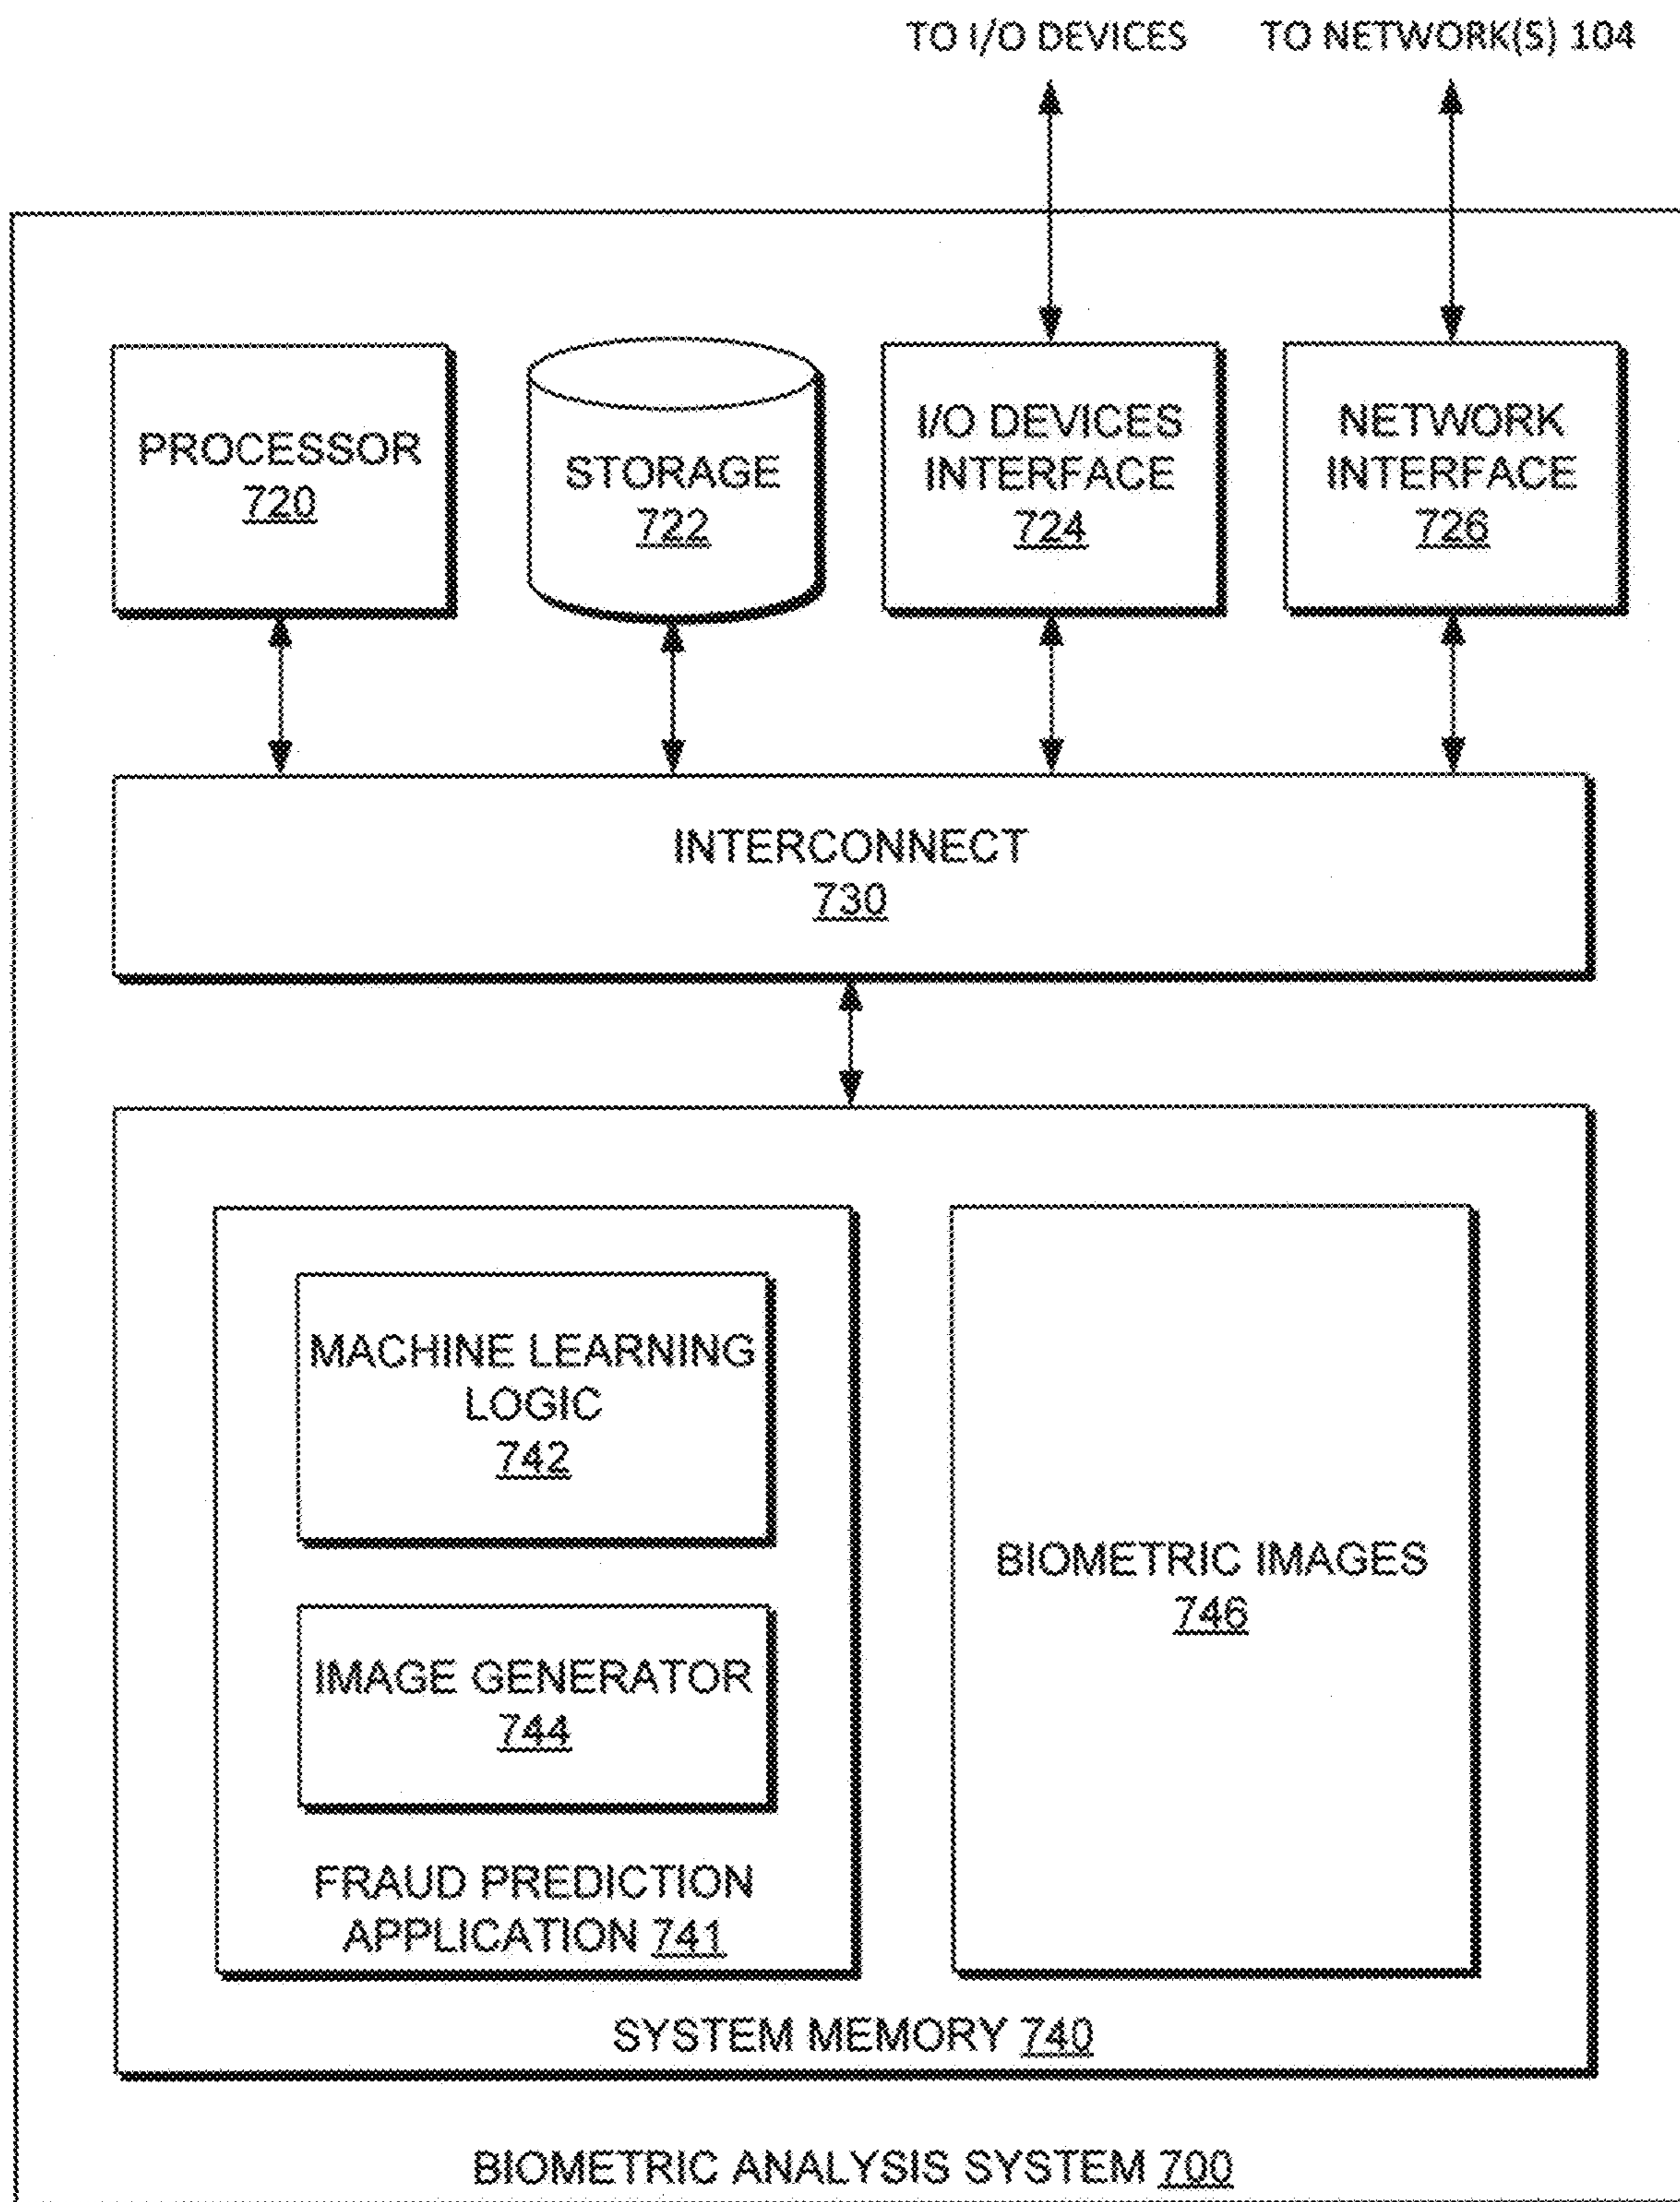 TO I/O DEVICES
TO NETWORK(S) 104
PROCESSOR
720
STORAGE
722
I/O DEVICES
INTERFACE
724
NETWORK
INTERFACE
726
INTERCONNECT
730
MACHINE LEARNING
LOGIC
742
IMAGE GENERATOR
744
FRAUD PREDICTION
APPLICATION 741
BIOMETRIC IMAGES
746
SYSTEM MEMORY 740
BIOMETRIC ANALYSIS SYSTEM 700